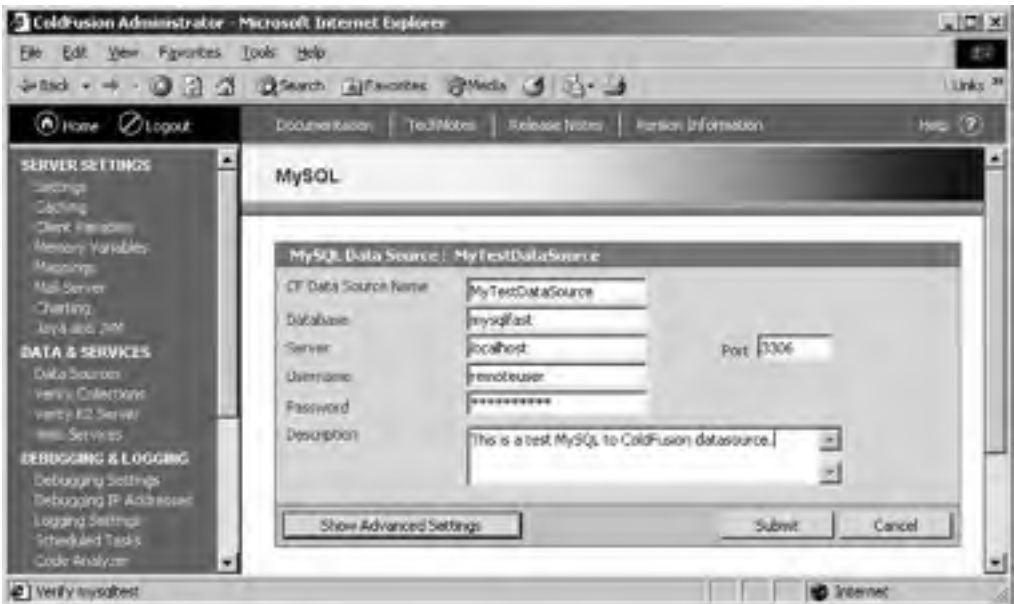 ColdFusion Administrator - Microsoft Internet Explorer
File Edit View Favorites Tools Help
Back Search Favorites Media Links »
Home Logout Documentation TechNotes Release Notes Version Information Help ?
SERVER SETTINGS
Settings
Caching
Client Variables
Memory Variables
Mappings
Mail Server
Charting
Java and JVM
DATA & SERVICES
Data Sources
Verity Collections
Verity K2 Server
Web Services
DEBUGGING & LOGGING
Debugging Settings
Debugging IP Addresses
Logging Settings
Scheduled Tasks
Code Analyzer
MySQL
MySQL Data Source : MyTestDataSource
CF Data Source Name MyTestDataSource
Database mysqlfast
Server localhost Port 3306
Username remoteuser
Password **********
Description This is a test MySQL to ColdFusion datasource.
Show Advanced Settings Submit Cancel
Verify mysqltest Internet